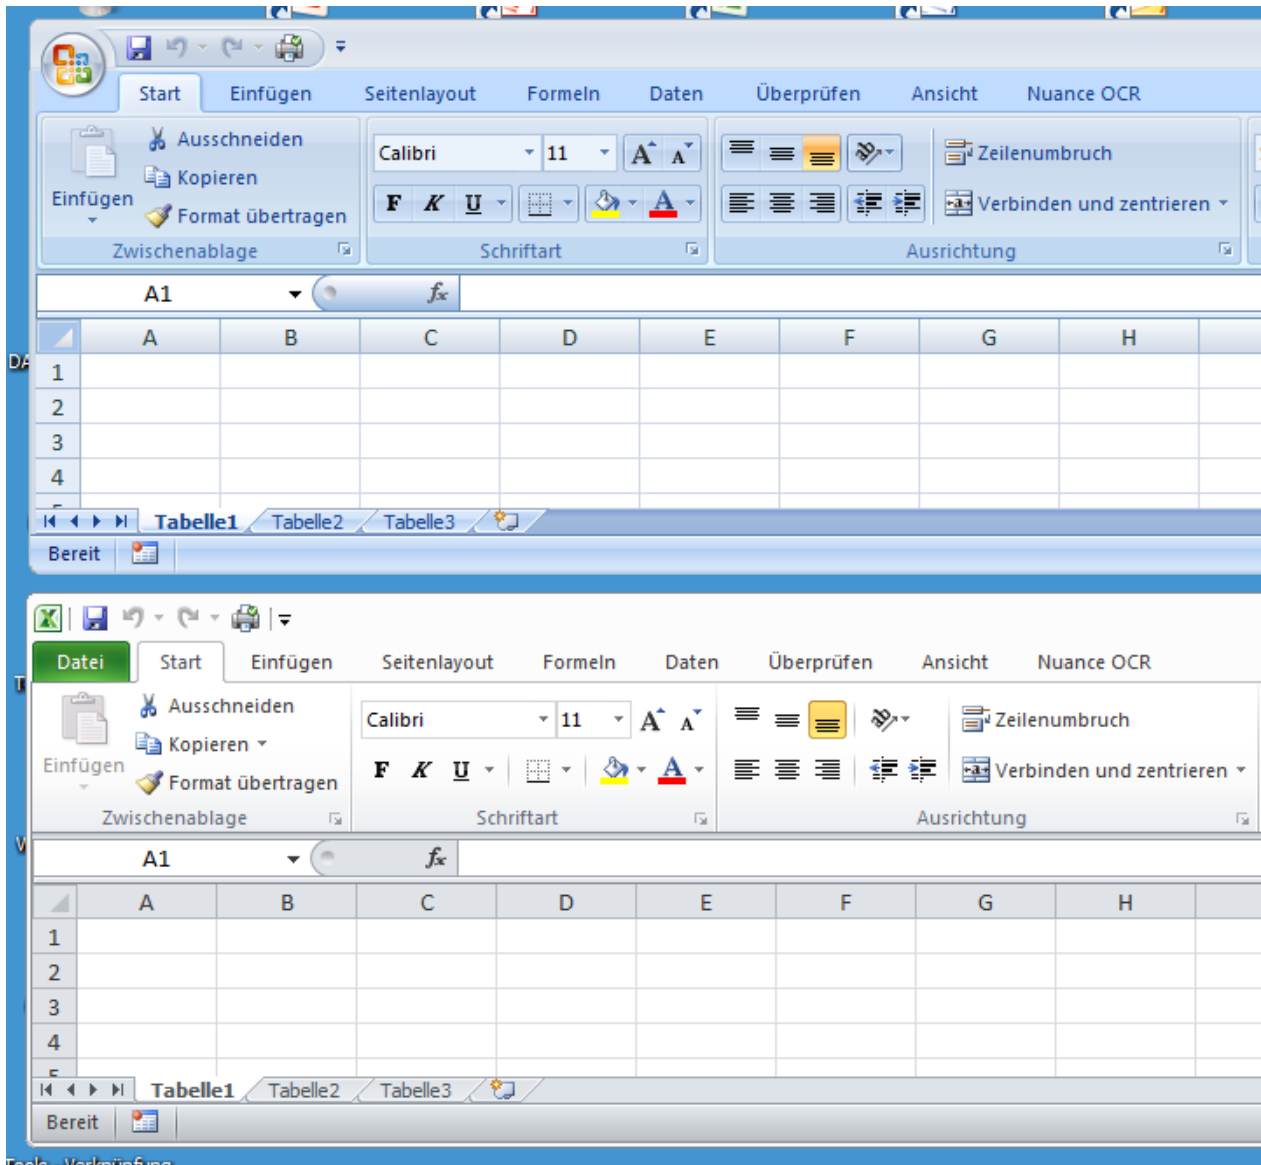 Start Einfügen Seitenlayout Formeln Daten Überprüfen Ansicht Nuance OCR
Ausschneiden
Kopieren
Format übertragen
Einfügen
Zwischenablage
Calibri 11 A A
F K U A
Schriftart
Zeilenumbruch
Verbinden und zentrieren
Ausrichtung
A1 fx
A B C D E F G H
1
2
3
4
Tabelle1 Tabelle2 Tabelle3
Bereit
Datei Start Einfügen Seitenlayout Formeln Daten Überprüfen Ansicht Nuance OCR
Ausschneiden
Kopieren
Format übertragen
Einfügen
Zwischenablage
Calibri 11 A A
F K U A
Schriftart
Zeilenumbruch
Verbinden und zentrieren
Ausrichtung
A1 fx
A B C D E F G H
1
2
3
4
Tabelle1 Tabelle2 Tabelle3
Bereit